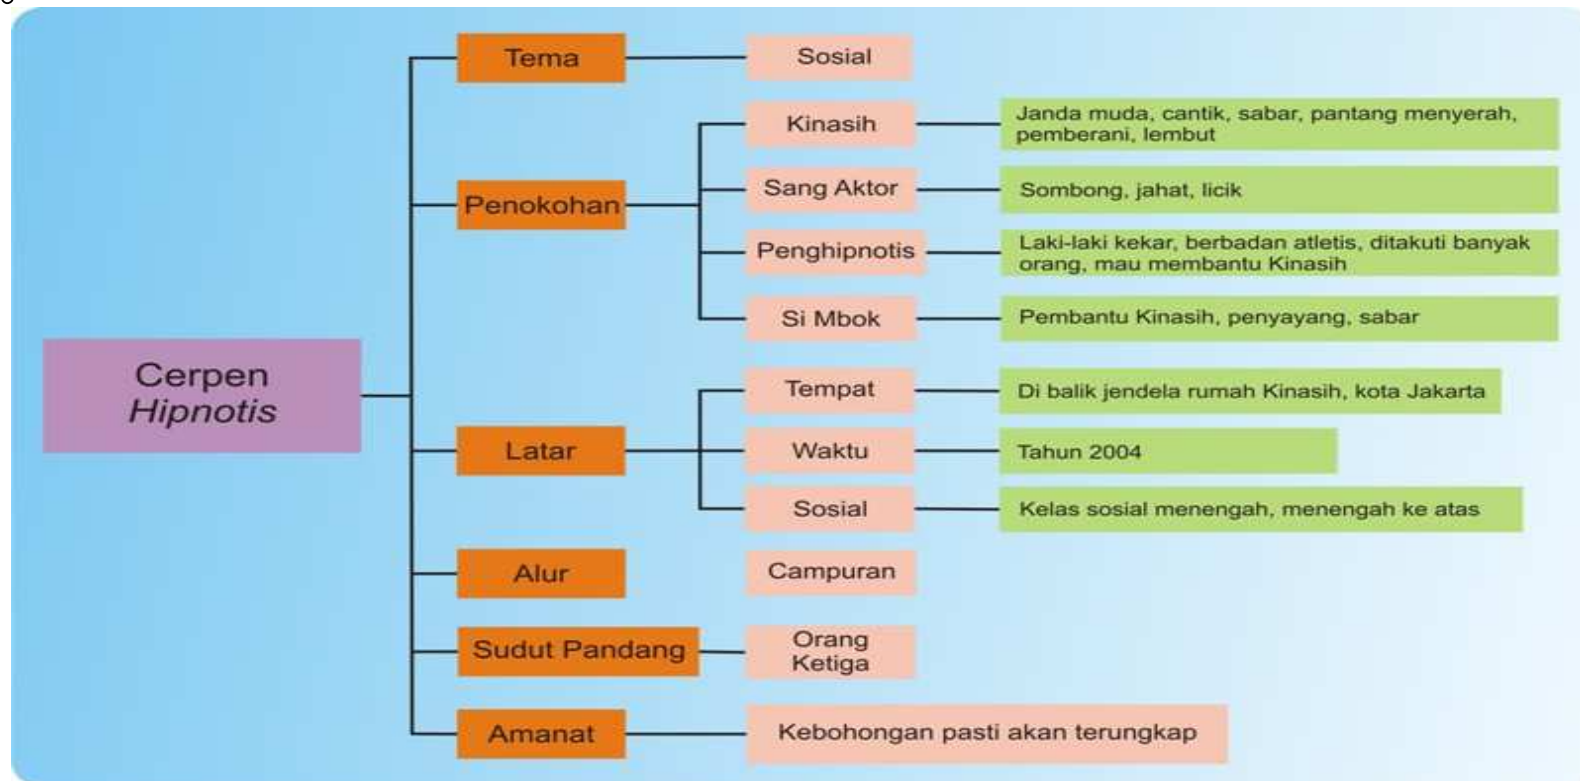 Cerpen
Hipnotis
Tema
Sosial
Penokohan
Kinasih
Janda muda, cantik, sabar, pantang menyerah,
pemberani, lembut
Sang Aktor
Sombong, jahat, licik
Penghipnotis
Laki-laki kekar, berbadan atletis, ditakuti banyak
orang, mau membantu Kinasih
Si Mbok
Pembantu Kinasih, penyayang, sabar
Latar
Tempat
Di balik jendela rumah Kinasih, kota Jakarta
Waktu
Tahun 2004
Sosial
Kelas sosial menengah, menengah ke atas
Alur
Campuran
Sudut Pandang
Orang
Ketiga
Amanat
Kebohongan pasti akan terungkap